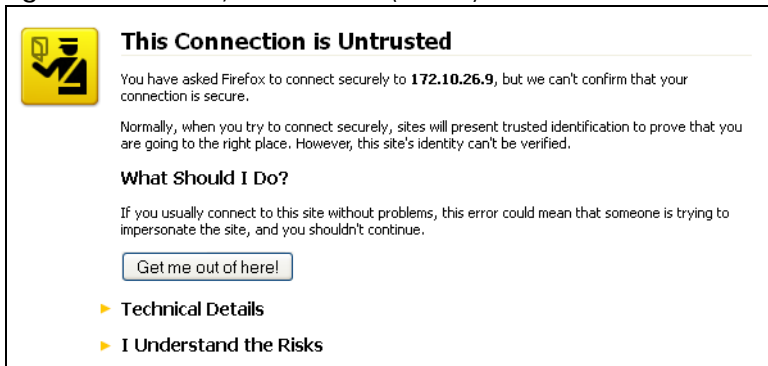 This Connection is Untrusted
You have asked Firefox to connect securely to 172.10.26.9, but we can't confirm that your
connection is secure.
Normally, when you try to connect securely, sites will present trusted identification to prove that you
are going to the right place. However, this site's identity can't be verified.
What Should I Do?
If you usually connect to this site without problems, this error could mean that someone is trying to
impersonate the site, and you shouldn't continue.
Get me out of here!
Technical Details
I Understand the Risks